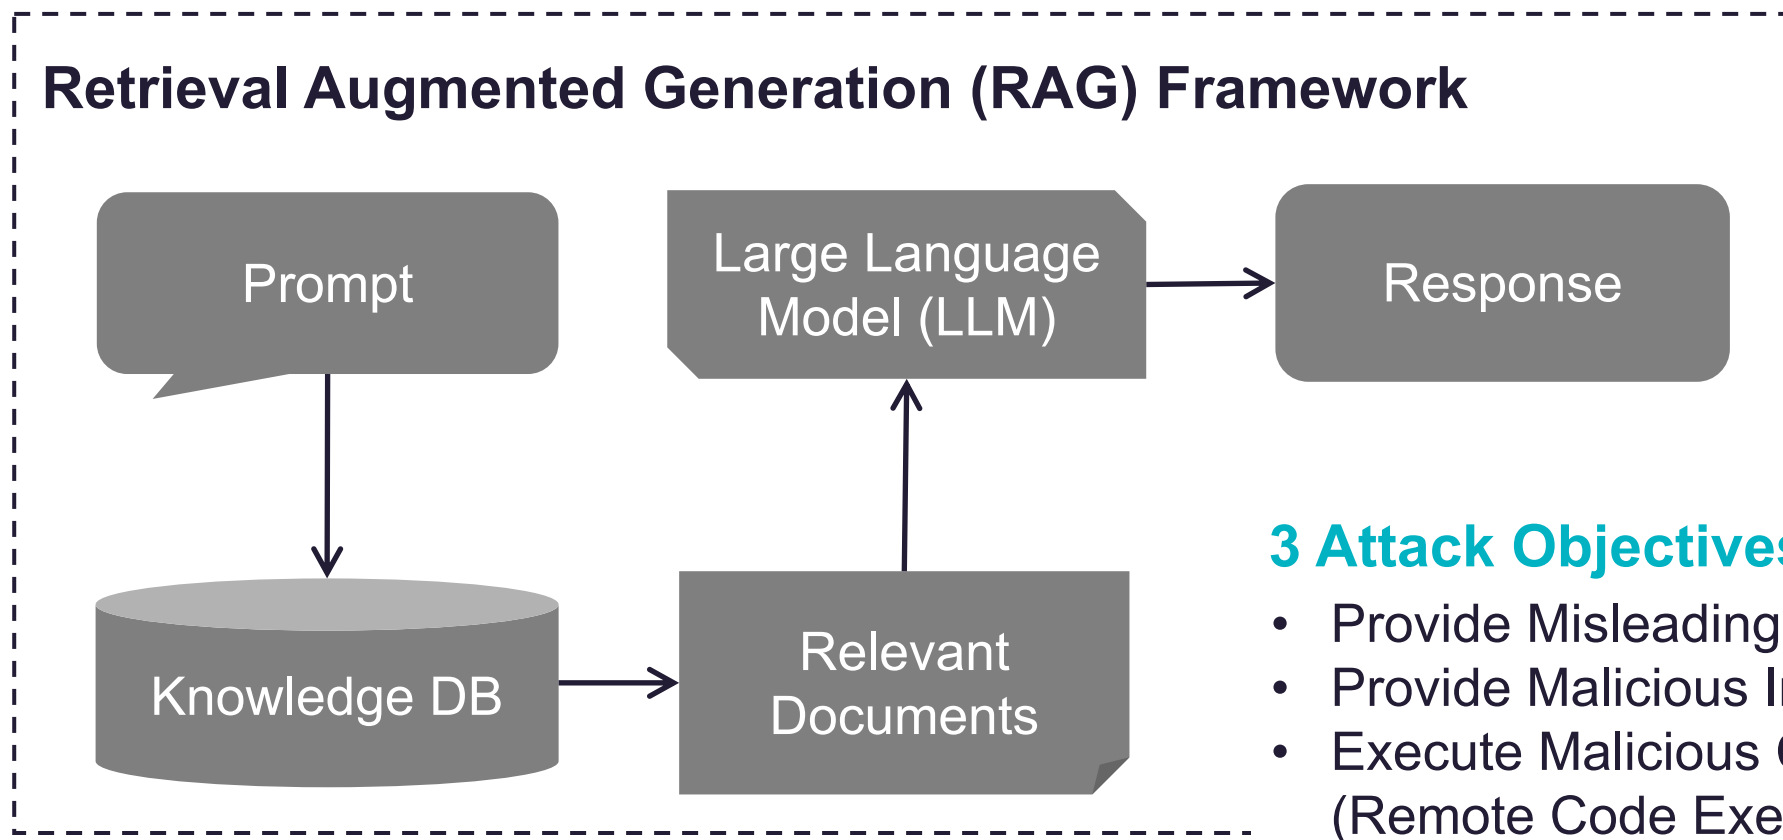 Retrieval Augmented Generation (RAG) Framework
Prompt
Large Language
Model (LLM)
Response
Knowledge DB
Relevant
Documents
3 Attack Objectives
• Provide Misleading
• Provide Malicious
• Execute Malicious
(Remote Code